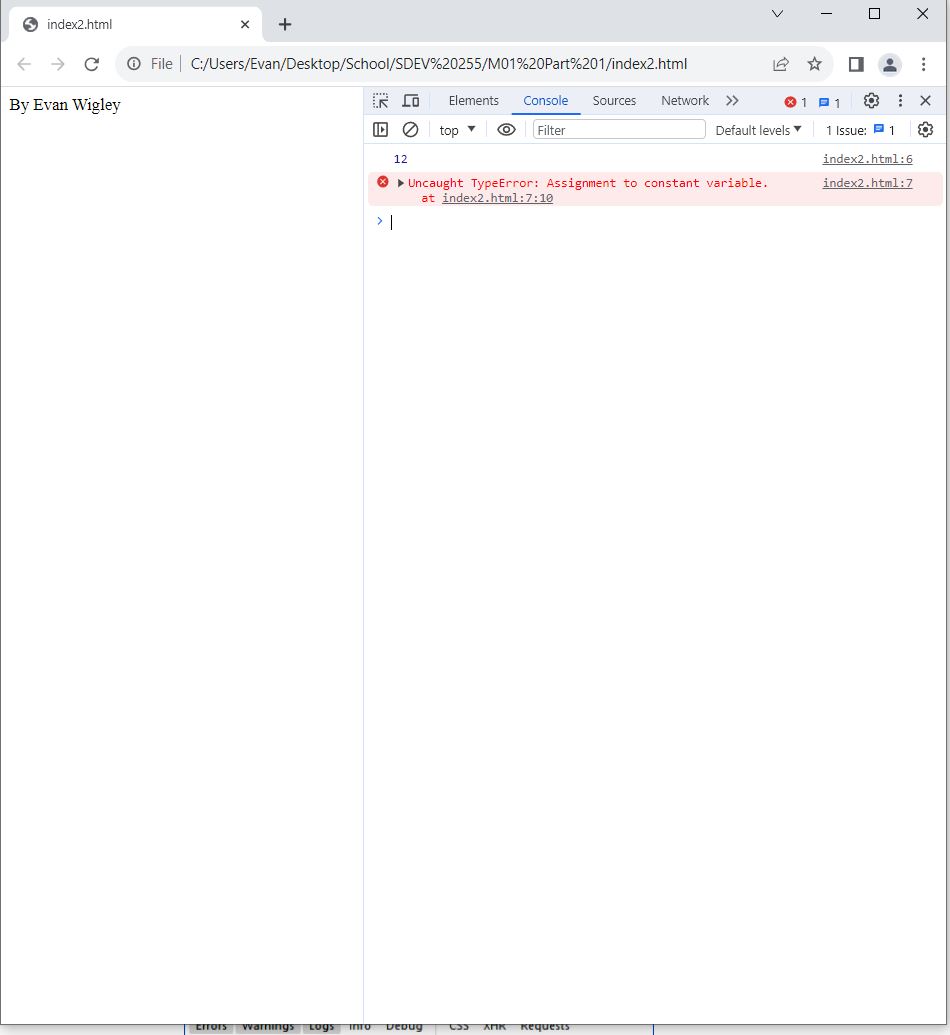 index2.html
File C:/Users/Evan/Desktop/School/SDEV%20255/M01%20Part%201/index2.html
By Evan Wigley
Elements Console Sources Network 1 1
top Filter Default levels 1 Issue: 1
12 index2.html:6
Uncaught TypeError: Assignment to constant variable. index2.html:7
at index2.html:7:10
Errors Warnings Logs Info Debug CSS XHR Requests